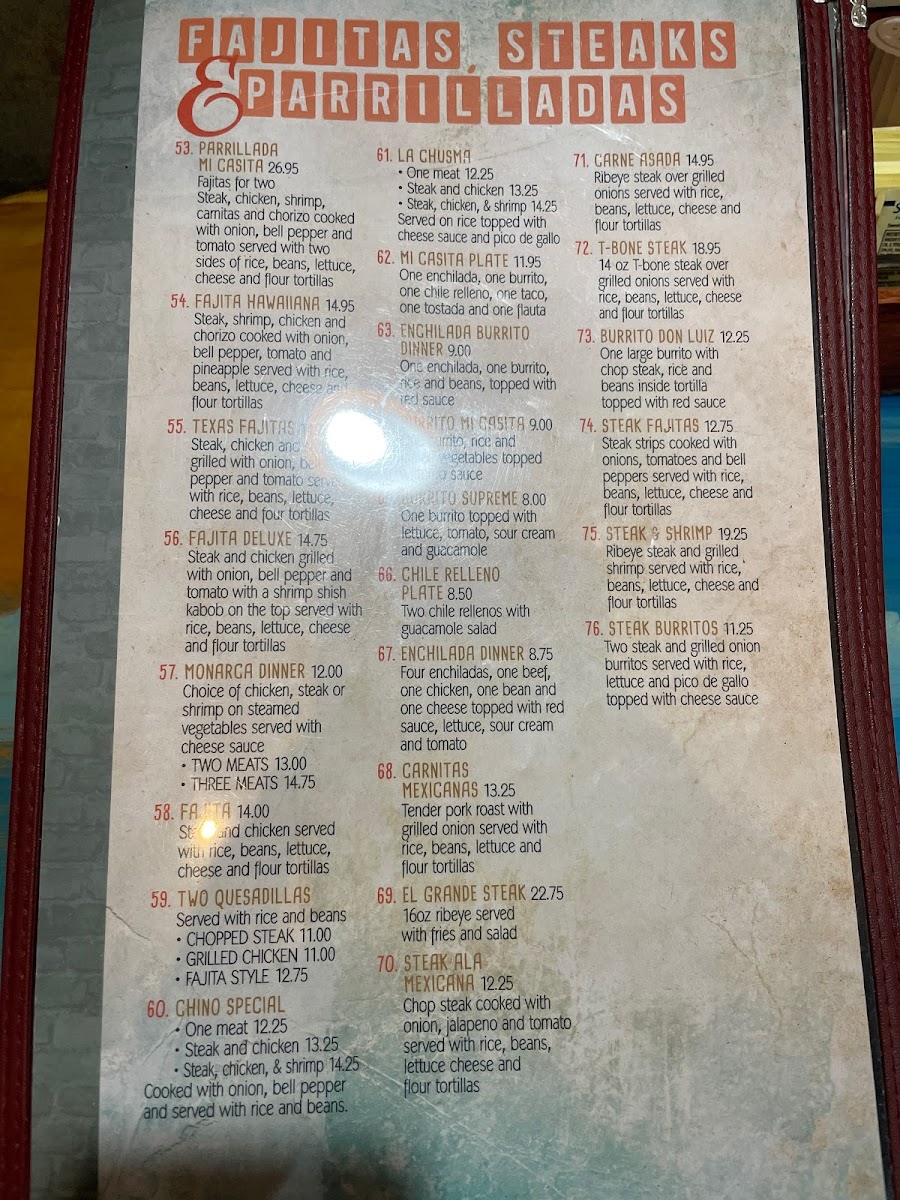 FAJITAS, STEAKS
& PARRILLADAS
53. PARRILLADA
MI CASITA 26.95
Fajitas for two
Steak, chicken, shrimp,
carnitas and chorizo cooked
with onion, bell pepper and
tomato served with two
sides of rice, beans, lettuce,
cheese and flour tortillas
54. FAJITA HAWAIIANA 14.95
Steak, shrimp, chicken and
chorizo cooked with onion,
bell pepper, tomato and
pineapple served with rice,
beans, lettuce, cheese and
flour tortillas
55. TEXAS FAJITAS
Steak, chicken and
grilled with onion,
pepper and tomato served
with rice, beans, lettuce,
cheese and four tortillas
56. FAJITA DELUXE 14.75
Steak and chicken grilled
with onion, bell pepper and
tomato with a shrimp shish
kabob on the top served with
rice, beans, lettuce, cheese
and flour tortillas
57. MONARCA DINNER 12.00
Choice of chicken, steak or
shrimp on steamed
vegetables served with
cheese sauce
• TWO MEATS 13.00
• THREE MEATS 14.75
58. FAJITA 14.00
Steak and chicken served
with rice, beans, lettuce,
cheese and flour tortillas
59. TWO QUESADILLAS
Served with rice and beans
• CHOPPED STEAK 11.00
• GRILLED CHICKEN 11.00
• FAJITA STYLE 12.75
60. CHINO SPECIAL
• One meat 12.25
• Steak and chicken 13.25
• Steak, chicken, & shrimp 14.25
Cooked with onion, bell pepper
and served with rice and beans.
61. LA CHUSMA
• One meat 12.25
• Steak and chicken 13.25
• Steak, chicken, & shrimp 14.25
Served on rice topped with
cheese sauce and pico de gallo
62. MI CASITA PLATE 11.95
One enchilada, one burrito,
one chile relleno, one taco,
one tostada and one flauta
63. ENCHILADA BURRITO
DINNER 9.00
One enchilada, one burrito,
rice and beans, topped with
red sauce
BURRITO MI CASITA 9.00
burrito, rice and
vegetables topped
sauce
BURRITO SUPREME 8.00
One burrito topped with
lettuce, tomato, sour cream
and guacamole
66. CHILE RELLENO
PLATE 8.50
Two chile rellenos with
guacamole salad
67. ENCHILADA DINNER 8.75
Four enchiladas, one beef,
one chicken, one bean and
one cheese topped with red
sauce, lettuce, sour cream
and tomato
68. CARNITAS
MEXICANAS 13.25
Tender pork roast with
grilled onion served with
rice, beans, lettuce and
flour tortillas
69. EL GRANDE STEAK 22.75
16oz ribeye served
with fries and salad
70. STEAK ALA
MEXICANA 12.25
Chop steak cooked with
onion, jalapeno and tomato
served with rice, beans,
lettuce cheese and
flour tortillas
71. CARNE ASADA 14.95
Ribeye steak over grilled
onions served with rice,
beans, lettuce, cheese and
flour tortillas
72. T-BONE STEAK 18.95
14 oz T-bone steak over
grilled onions served with
rice, beans, lettuce, cheese
and flour tortillas
73. BURRITO DON LUIZ 12.25
One large burrito with
chop steak, rice and
beans inside tortilla
topped with red sauce
74. STEAK FAJITAS 12.75
Steak strips cooked with
onions, tomatoes and bell
peppers served with rice,
beans, lettuce, cheese and
flour tortillas
75. STEAK & SHRIMP 19.25
Ribeye steak and grilled
shrimp served with rice,
beans, lettuce, cheese and
flour tortillas
76. STEAK BURRITOS 11.25
Two steak and grilled onion
burritos served with rice,
lettuce and pico de gallo
topped with cheese sauce